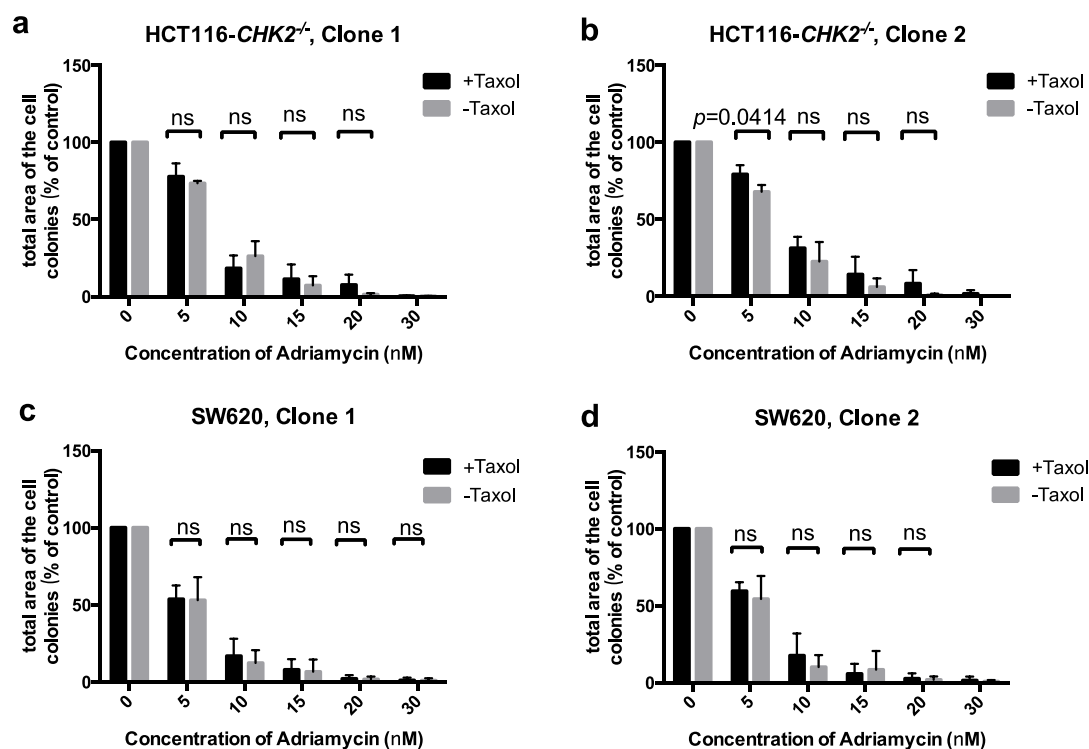 a
HCT116-CHK2-/-, Clone 1
150
100
50
0
total area of the cell
colonies (% of control)
+Taxol
-Taxol
ns
ns
ns
ns
0
5
10
15
20
30
Concentration of Adriamycin (nM)
b
HCT116-CHK2-/-, Clone 2
150
100
50
0
total area of the cell
colonies (% of control)
+Taxol
-Taxol
p=0.0414
ns
ns
ns
0
5
10
15
20
30
Concentration of Adriamycin (nM)
c
SW620, Clone 1
150
100
50
0
total area of the cell
colonies (% of control)
+Taxol
-Taxol
ns
ns
ns
ns
ns
0
5
10
15
20
30
Concentration of Adriamycin (nM)
d
SW620, Clone 2
150
100
50
0
total area of the cell
colonies (% of control)
+Taxol
-Taxol
ns
ns
ns
ns
0
5
10
15
20
30
Concentration of Adriamycin (nM)